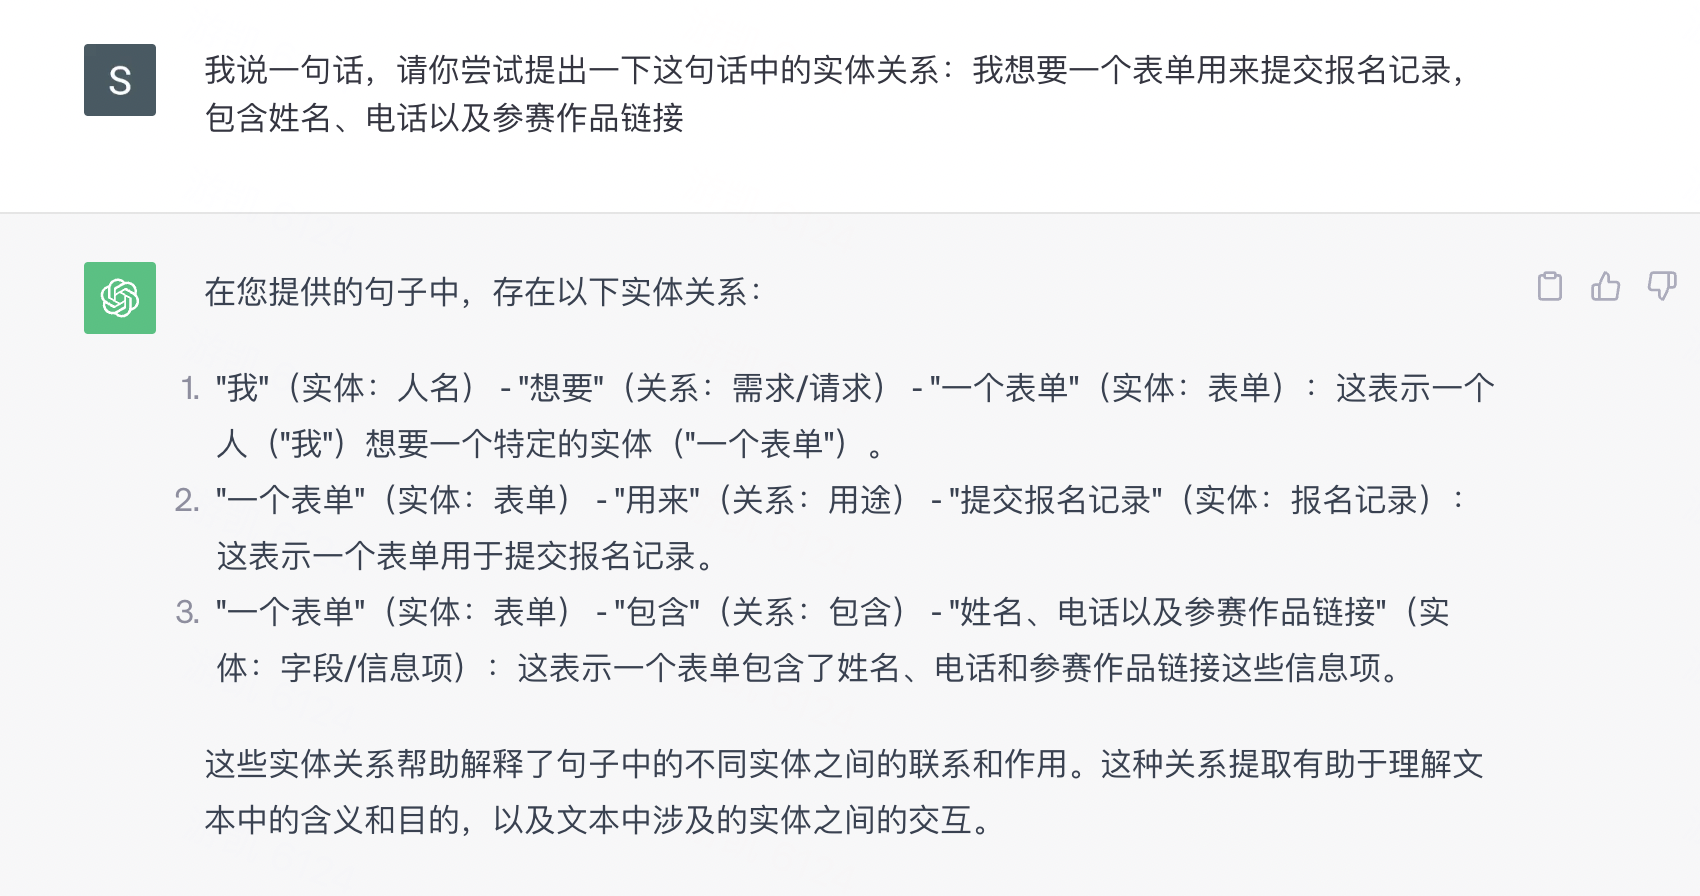 S
我说一句话，请你尝试提出一下这句话中的实体关系：我想要一个表单用来提交报名记录，
包含姓名、电话以及参赛作品链接
在您提供的句子中，存在以下实体关系：
1. "我"（实体：人名） - "想要"（关系：需求/请求） - "一个表单"（实体：表单）：这表示一个
人（"我"）想要一个特定的实体（"一个表单"）。
2. "一个表单"（实体：表单） - "用来"（关系：用途） - "提交报名记录"（实体：报名记录）：
这表示一个表单用于提交报名记录。
3. "一个表单"（实体：表单） - "包含"（关系：包含） - "姓名、电话以及参赛作品链接"（实
体：字段/信息项）：这表示一个表单包含了姓名、电话和参赛作品链接这些信息项。
这些实体关系帮助解释了句子中的不同实体之间的联系和作用。这种关系提取有助于理解文
本中的含义和目的，以及文本中涉及的实体之间的交互。